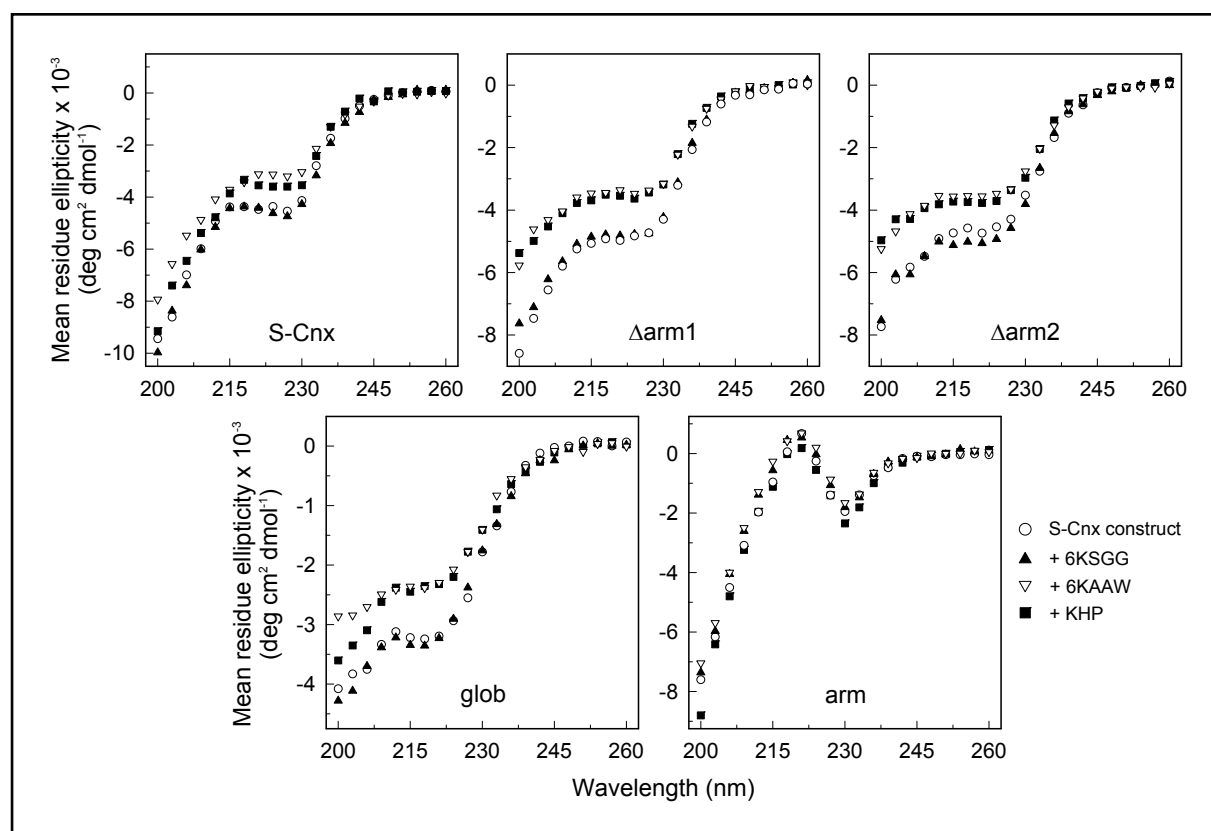 Mean residue ellipticity x 10⁻³
(deg cm² dmol⁻¹)
0
-2
-4
-6
-8
-10
S-Cnx
200 215 230 245 260
0
-2
-4
-6
-8
Δarm1
200 215 230 245 260
0
-2
-4
-6
-8
Δarm2
200 215 230 245 260
Mean residue ellipticity x 10⁻³
(deg cm² dmol⁻¹)
0
-1
-2
-3
-4
glob
200 215 230 245 260
0
-2
-4
-6
-8
arm
200 215 230 245 260
S-Cnx construct
+ 6KSGG
+ 6KAAW
+ KHP
Wavelength (nm)